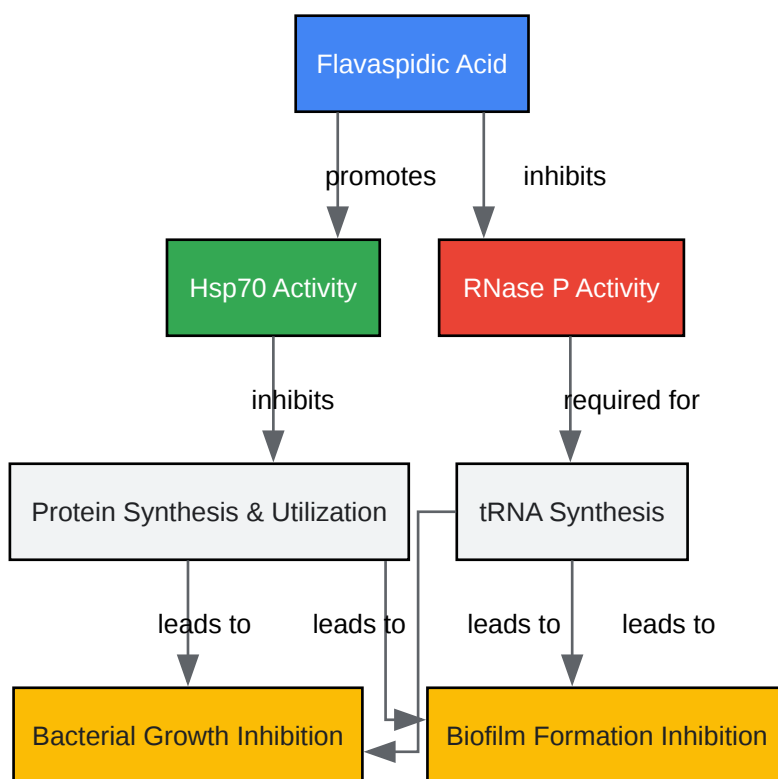 Flavaspidic Acid
promotes
inhibits
Hsp70 Activity
RNase P Activity
inhibits
required for
Protein Synthesis & Utilization
tRNA Synthesis
leads to
leads to
leads to
leads to
Bacterial Growth Inhibition
Biofilm Formation Inhibition